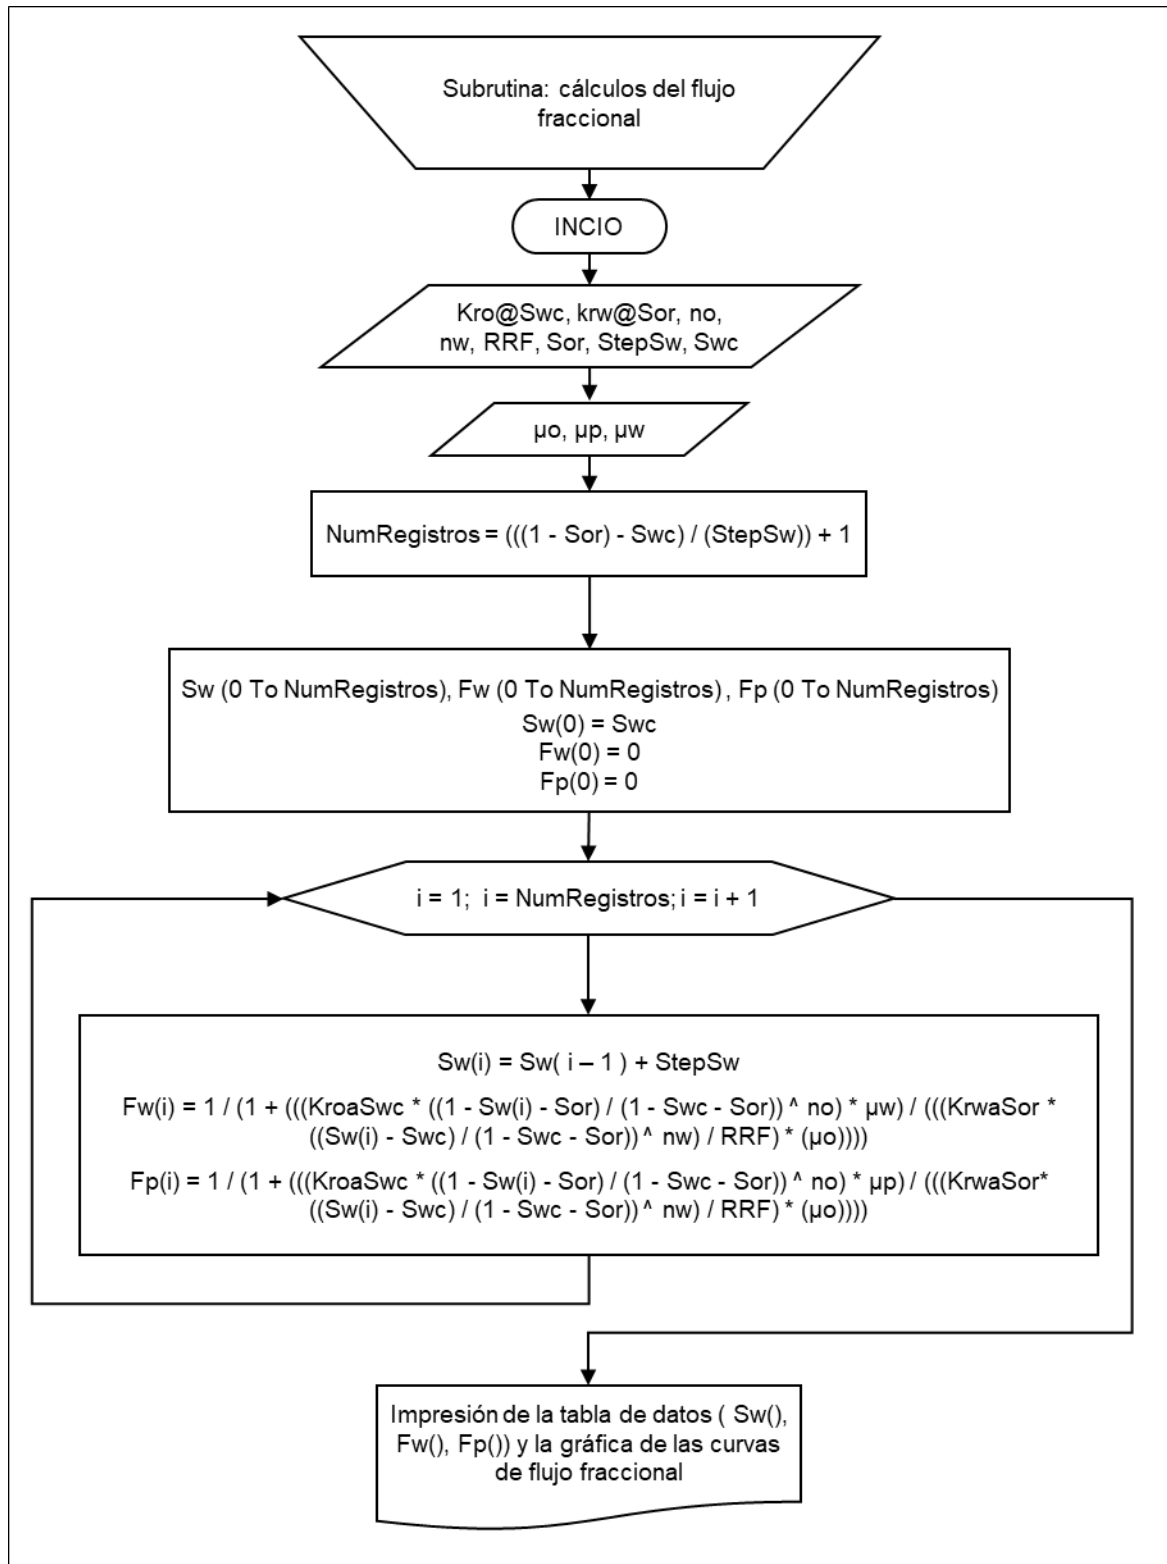 Subrutina: cálculos del flujo
fraccional
INCIO
Kro@Swc, krw@Sor, no,
nw, RRF, Sor, StepSw, Swc
µo, µp, µw
NumRegistros = (((1 - Sor) - Swc) / (StepSw)) + 1
Sw (0 To NumRegistros), Fw (0 To NumRegistros) , Fp (0 To NumRegistros)
Sw(0) = Swc
Fw(0) = 0
Fp(0) = 0
i = 1; i = NumRegistros; i = i + 1
Sw(i) = Sw( i – 1 ) + StepSw
Fw(i) = 1 / (1 + (((KroaSwc * ((1 - Sw(i) - Sor) / (1 - Swc - Sor)) ^ no) * µw) / (((KrwaSor *
((Sw(i) - Swc) / (1 - Swc - Sor)) ^ nw) / RRF) * (µo))))
Fp(i) = 1 / (1 + (((KroaSwc * ((1 - Sw(i) - Sor) / (1 - Swc - Sor)) ^ no) * µp) / (((KrwaSor*
((Sw(i) - Swc) / (1 - Swc - Sor)) ^ nw) / RRF) * (µo))))
Impresión de la tabla de datos ( Sw(),
Fw(), Fp()) y la gráfica de las curvas
de flujo fraccional